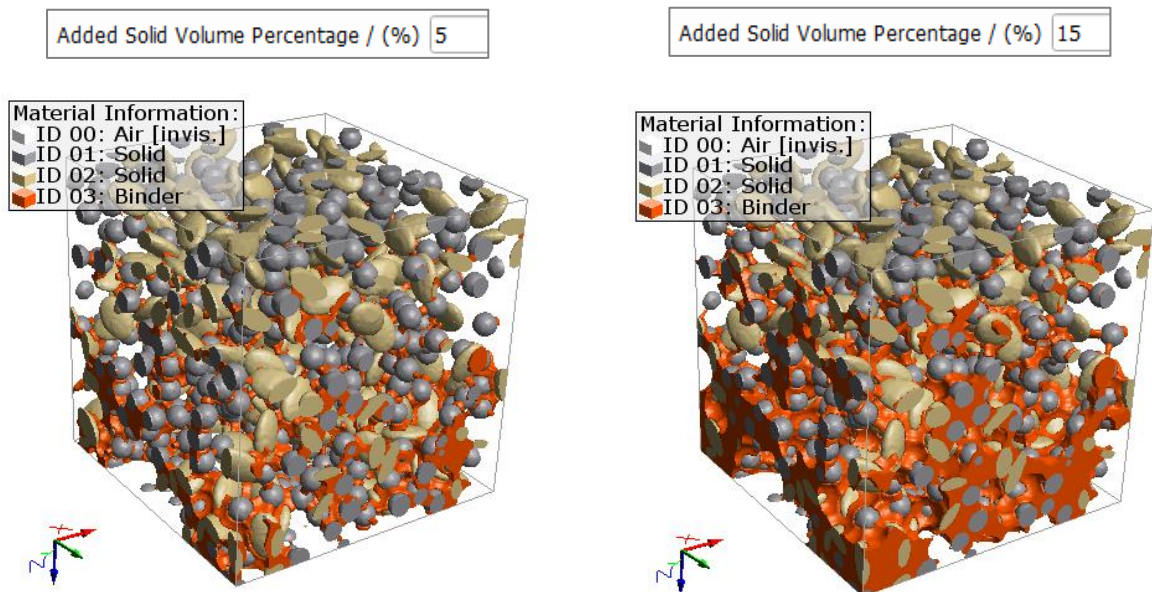 Added Solid Volume Percentage / (%) 5
Added Solid Volume Percentage / (%) 15
Material Information:
ID 00: Air [invis.]
ID 01: Solid
ID 02: Solid
ID 03: Binder
X
Y
Z
Material Information:
ID 00: Air [invis.]
ID 01: Solid
ID 02: Solid
ID 03: Binder
X
Y
Z